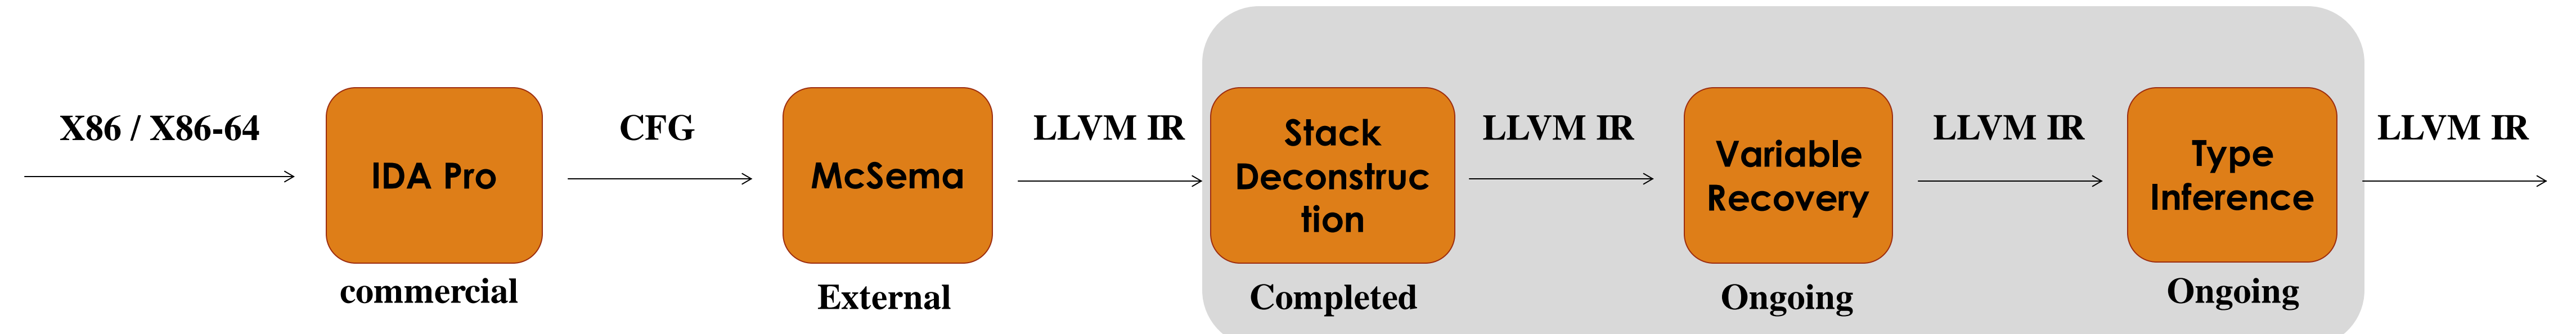 X86 / X86-64
IDA Pro
commercial
CFG
McSema
External
LLVM IR
Stack
Deconstruc
tion
Completed
LLVM IR
Variable
Recovery
Ongoing
LLVM IR
Type
Inference
Ongoing
LLVM IR